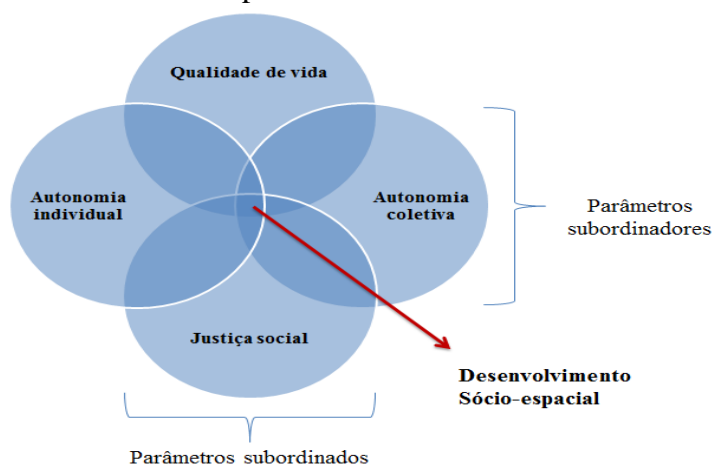 Qualidade de vida
Autonomia
individual
Autonomia
coletiva
Parâmetros
subordinadores
Justiça social
Desenvolvimento
Sócio-espacial
Parâmetros subordinados